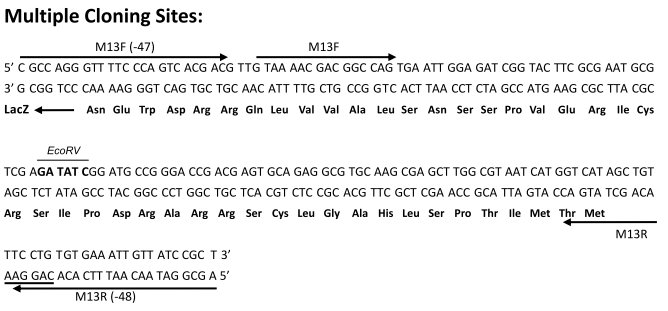 Multiple Cloning Sites:
M13F (-47) M13F
5’ C GCC AGG GTT TTC CCA GTC ACG ACG TTG TAA AAC GAC GGC CAG TGA ATT GGA GAT CGG TAC TTC GCG AAT GCG
3’ G CGG TCC CAA AAG GGT CAG TGC TGC AAC ATT TTG CTG CCG GTC ACT TAA CCT CTA GCC ATG AAG CGC TTA CGC
LacZ Asn Glu Trp Asp Arg Arg Gln Leu Val Val Ala Leu Ser Asn Ser Ser Pro Val Glu Arg Ile Cys
EcoRV
TCG AGA TAT CGG ATG CCG GGA CCG ACG AGT GCA GAG GCG TGC AAG CGA GCT TGG CGT AAT CAT GGT CAT AGC TGT
AGC TCT ATA GCC TAC GGC CCT GGC TGC TCA CGT CTC CGC ACG TTC GCT CGA ACC GCA TTA GTA CCA GTA TCG ACA
Arg Ser Ile Pro Asp Arg Ala Arg Arg Ser Cys Leu Gly Ala His Leu Ser Pro Thr Ile Met Thr Met
M13R
TTC CTG TGT GAA ATT GTT ATC CGC T 3’
AAG GAC ACA CTT TAA CAA TAG GCG A 5’
M13R (-48)